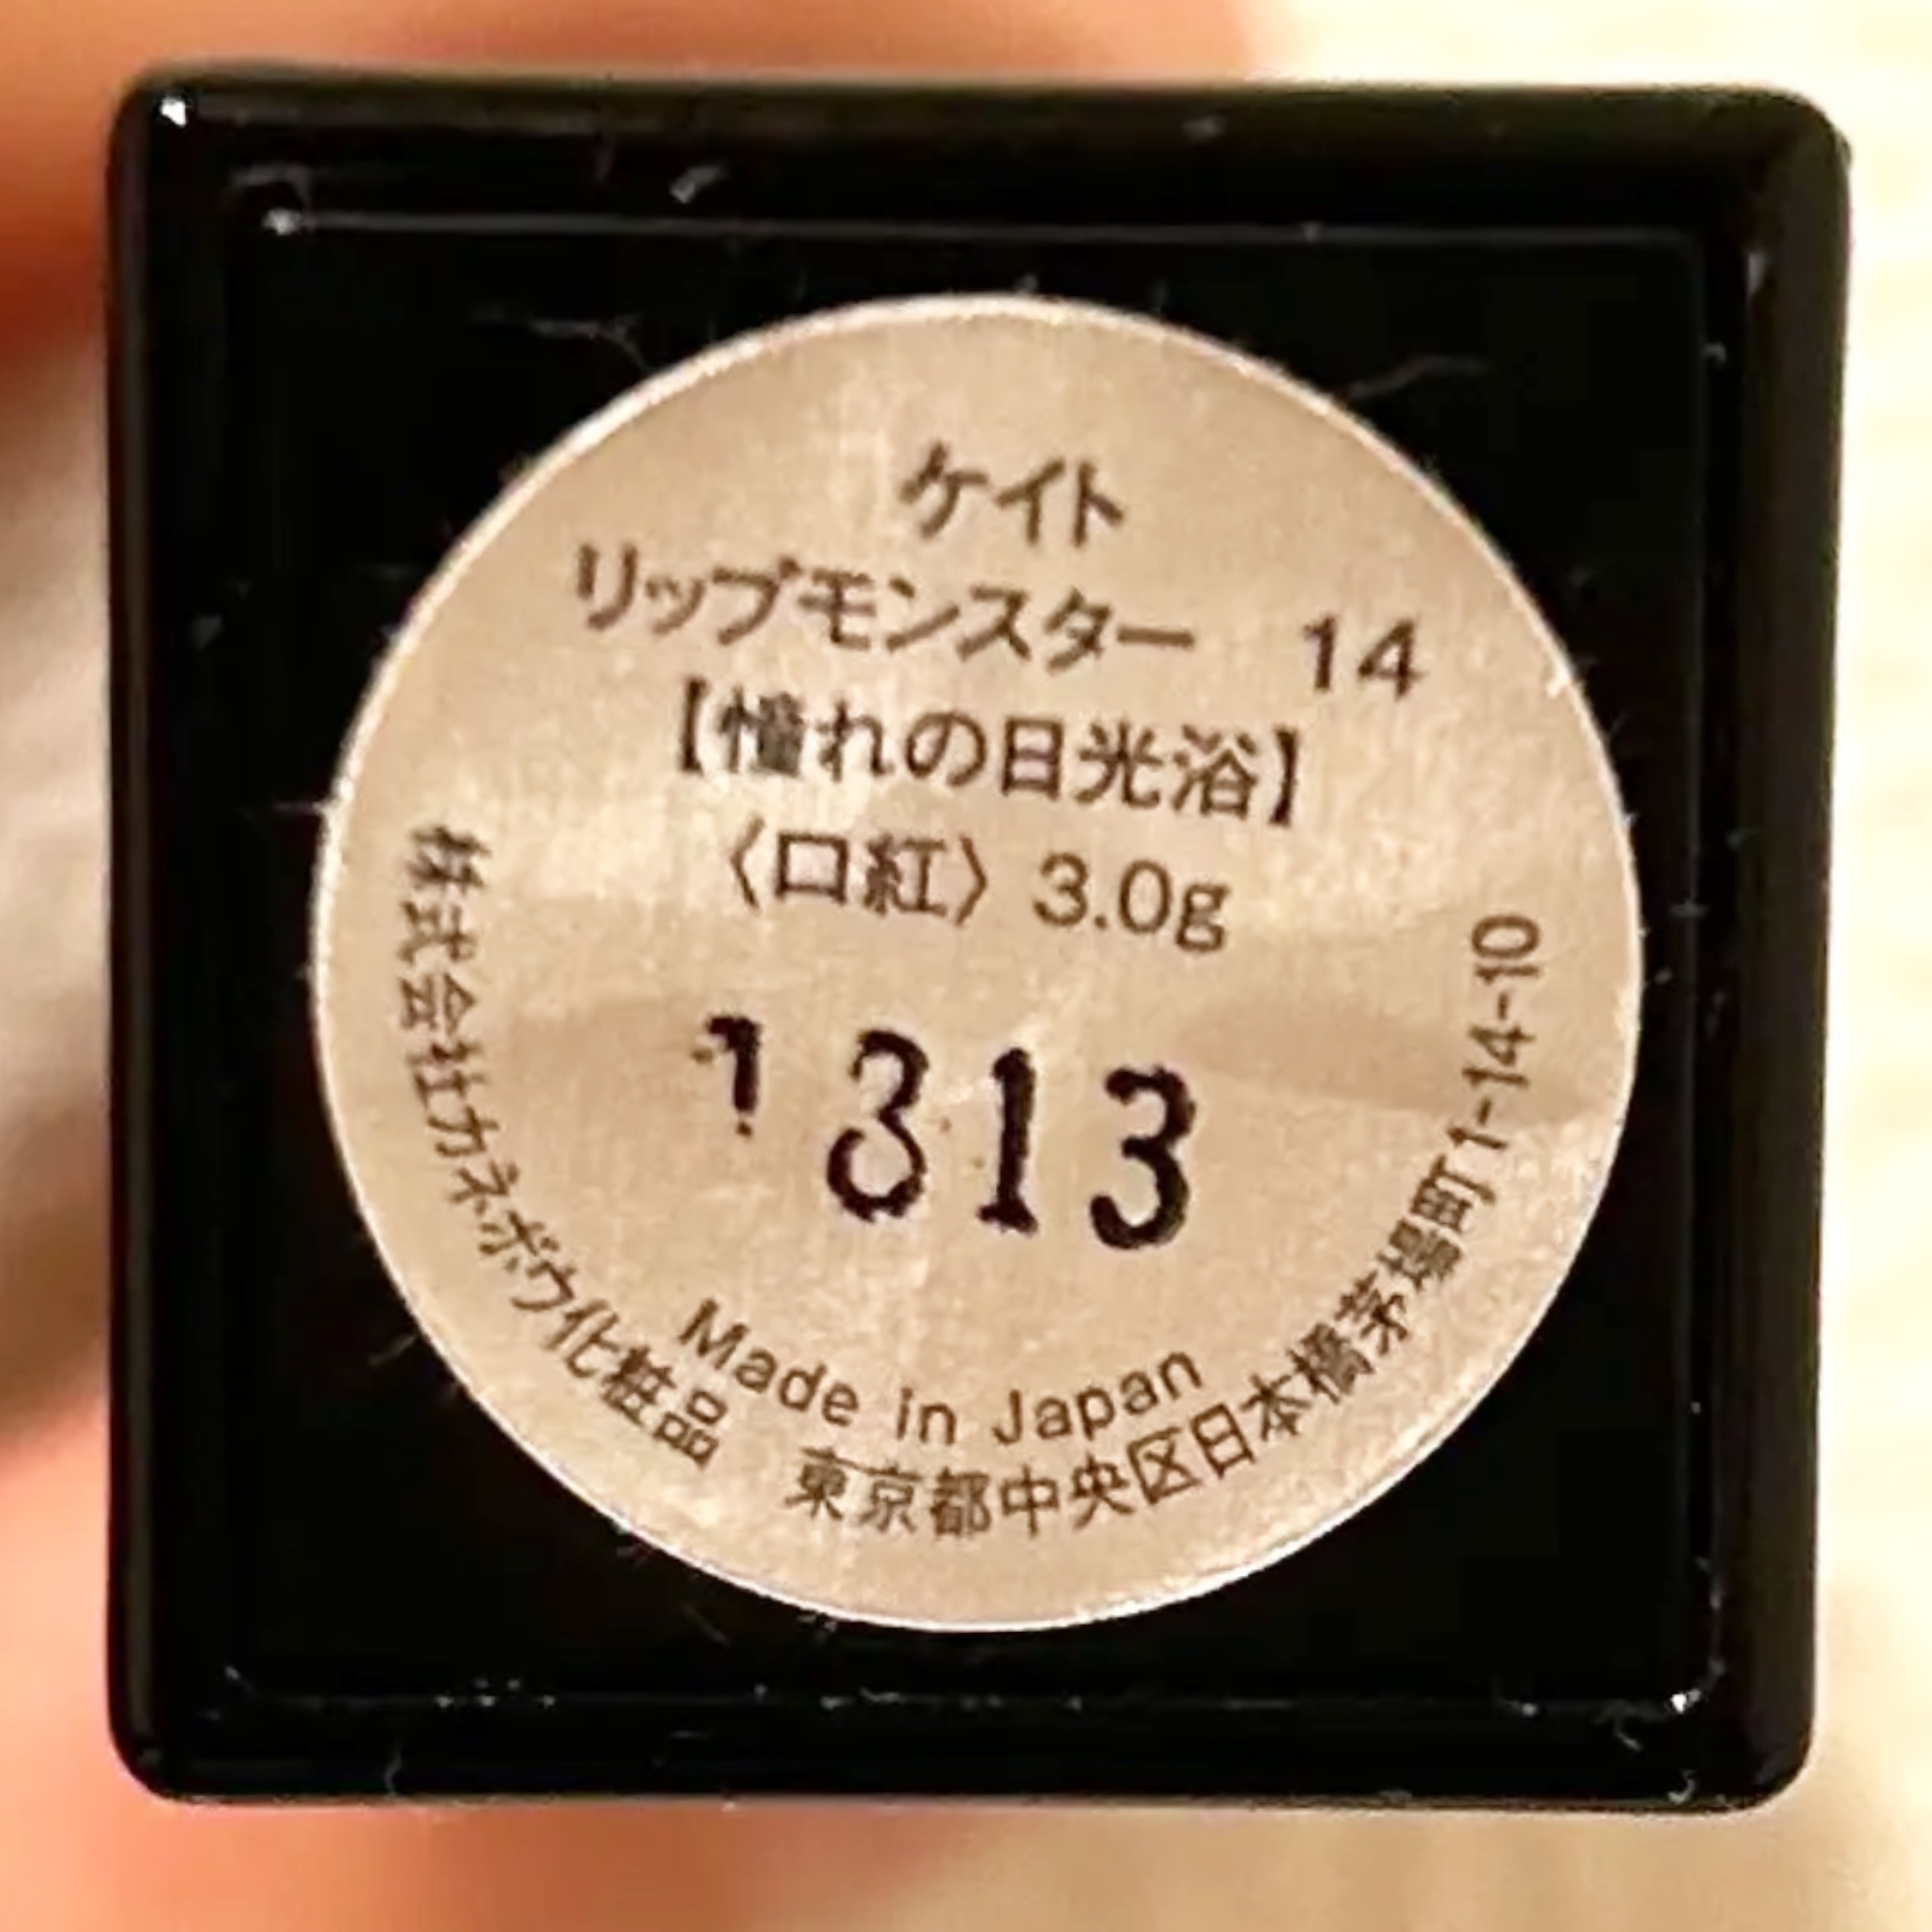 ケイト
リップモンスター 14
【憧れの日光浴】
〈口紅〉3.0g
1313
Made in Japan
株式会社カネボウ化粧品 東京都中央区日本橋茅場町1-14-10